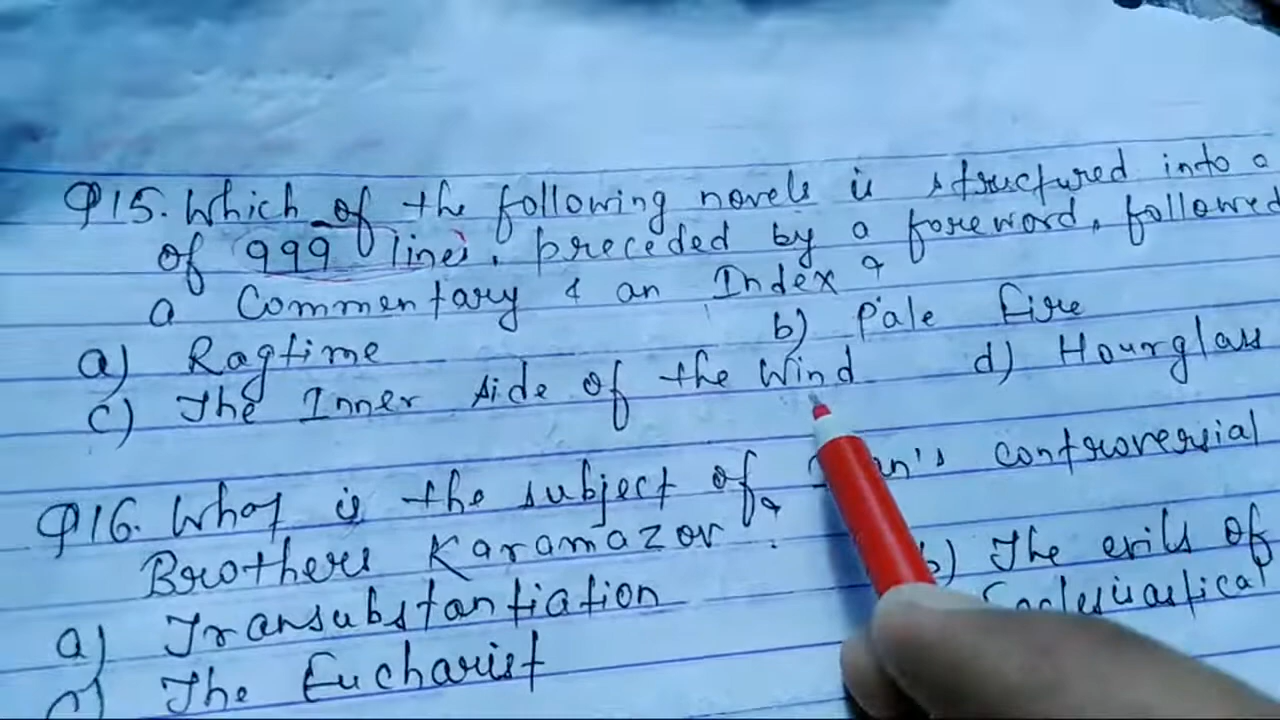 Q15. Which of the following novels is structured into a
of 999 lines, preceded by a foreword, followed
a Commentary & an Index ?
a) Ragtime b) Pale Fire
c) The Inner Side of the Wind d) Hourglass
Q16. What is the subject of controversial
Brothers Karamazov ?
a) Transubstantiation b) The evils of
Ecclesiastical
c) The Eucharist